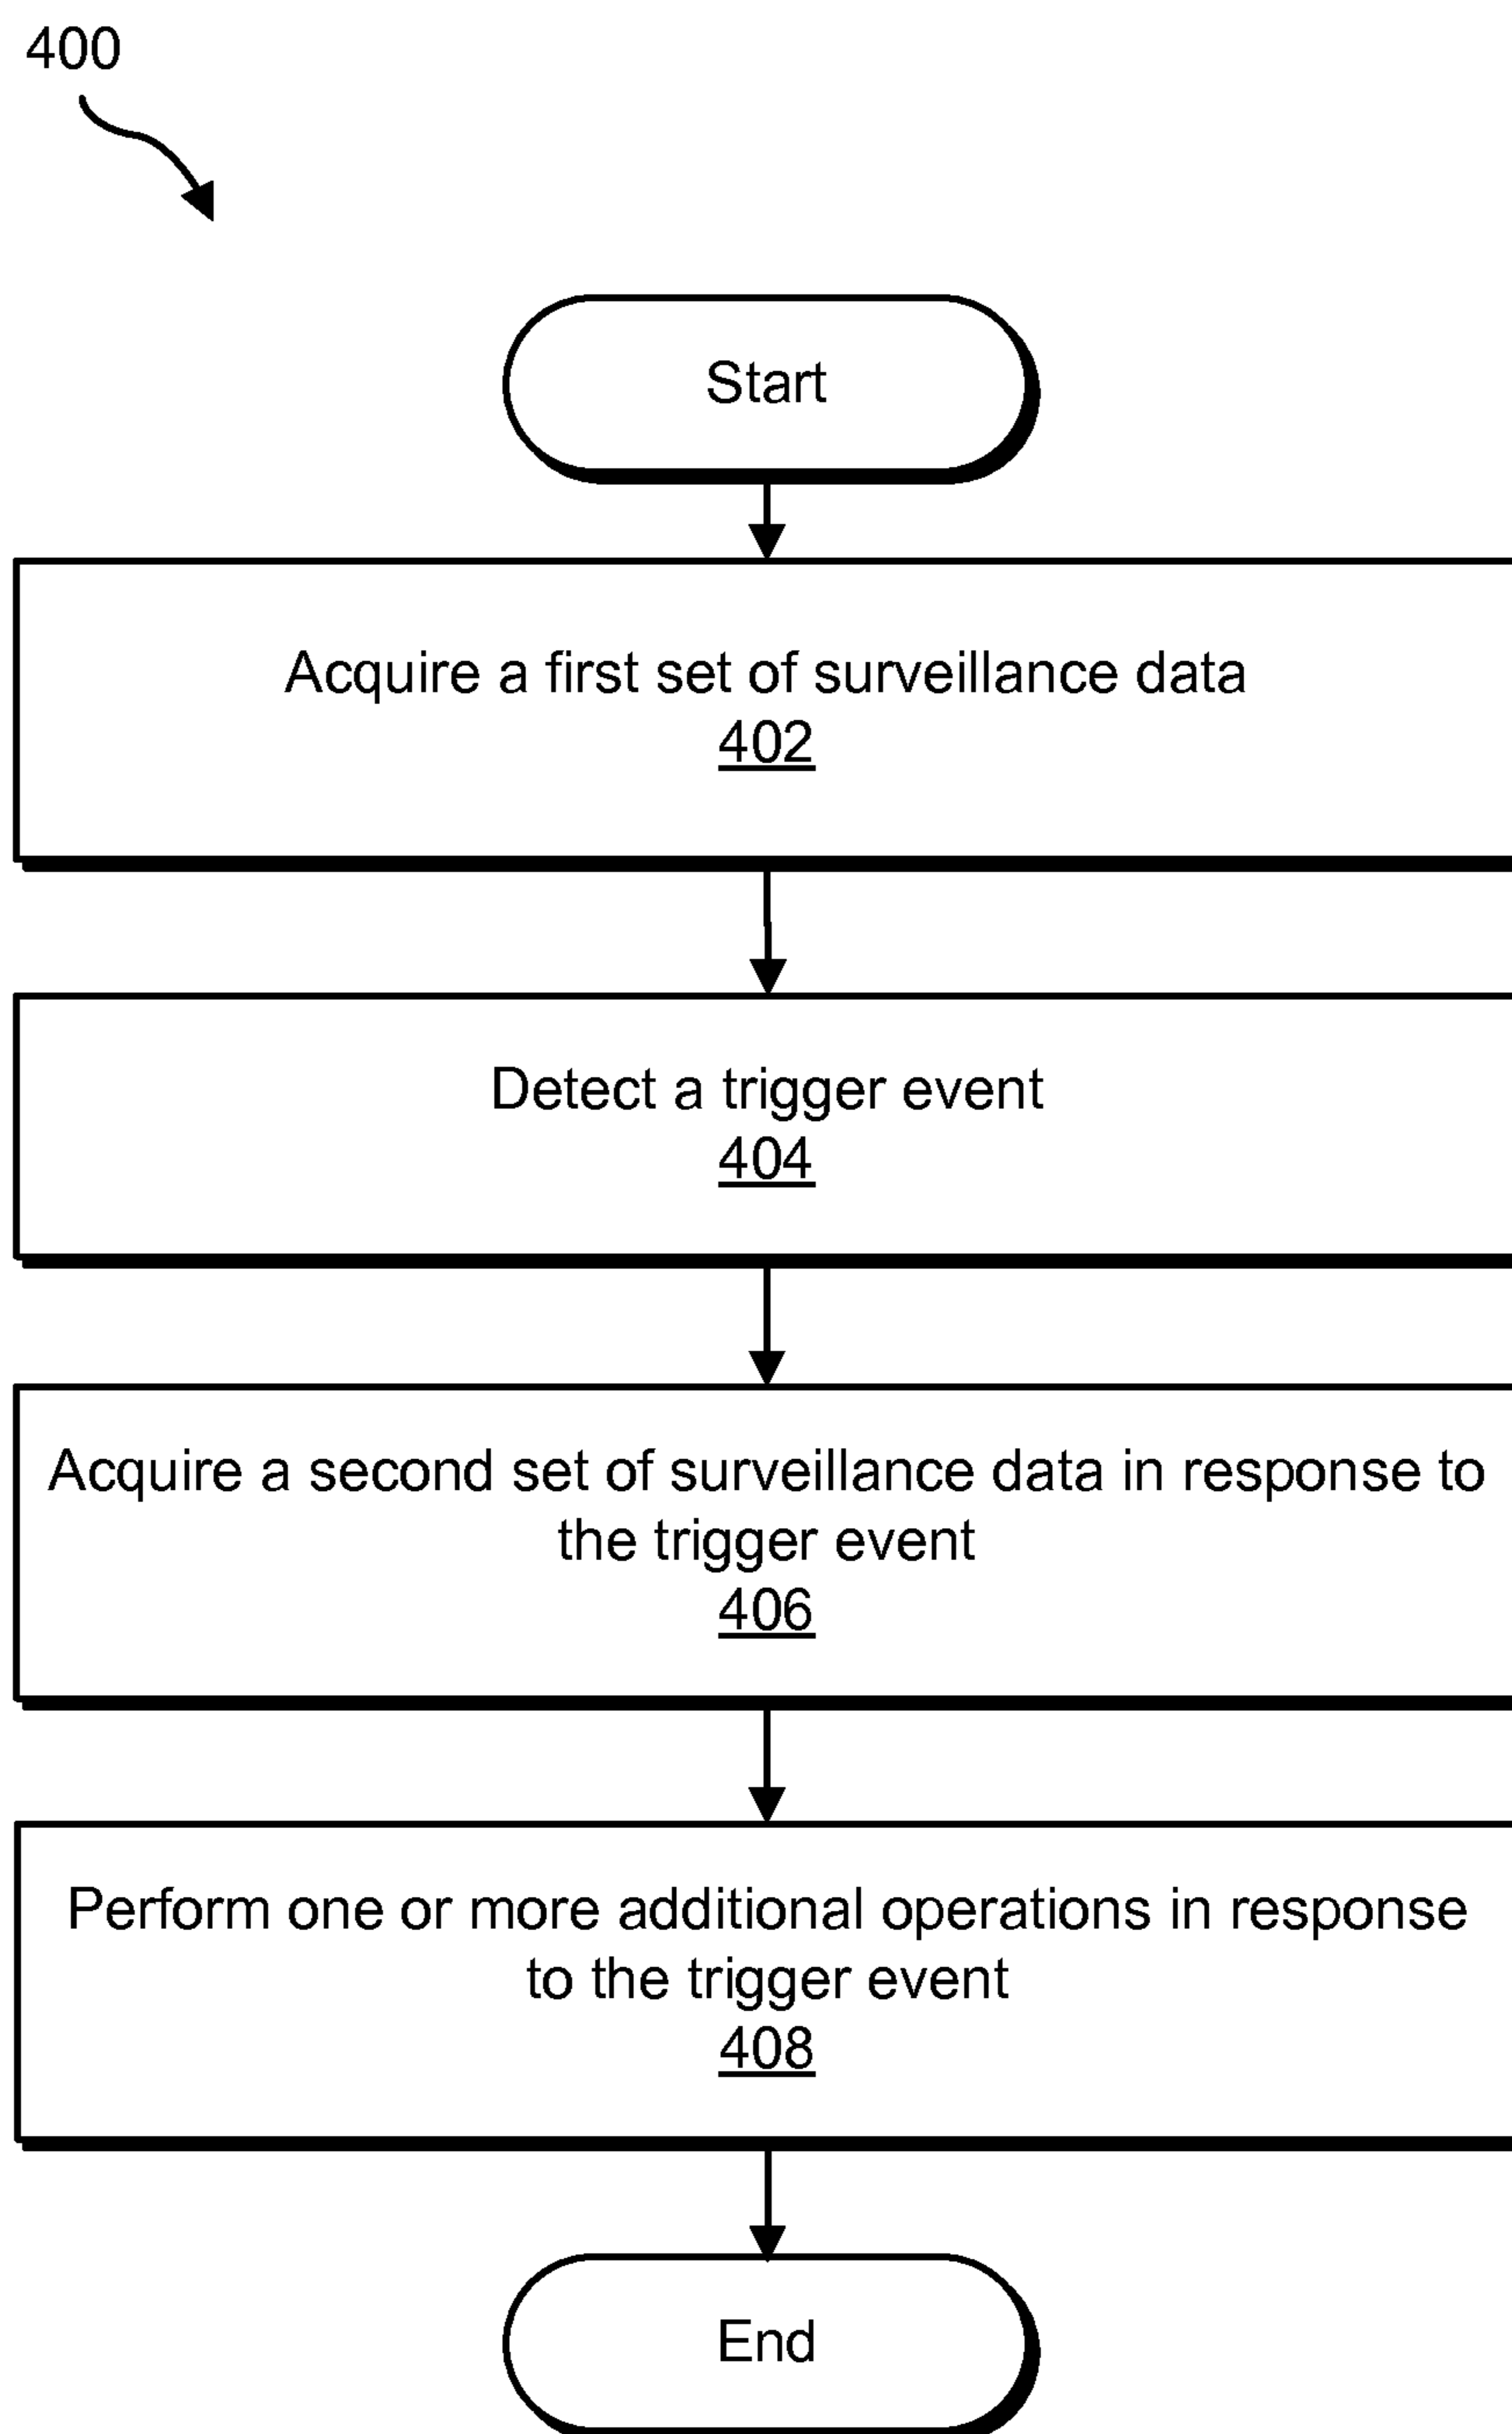 400
Start
Acquire a first set of surveillance data
402
Detect a trigger event
404
Acquire a second set of surveillance data in response to
the trigger event
406
Perform one or more additional operations in response
to the trigger event
408
End